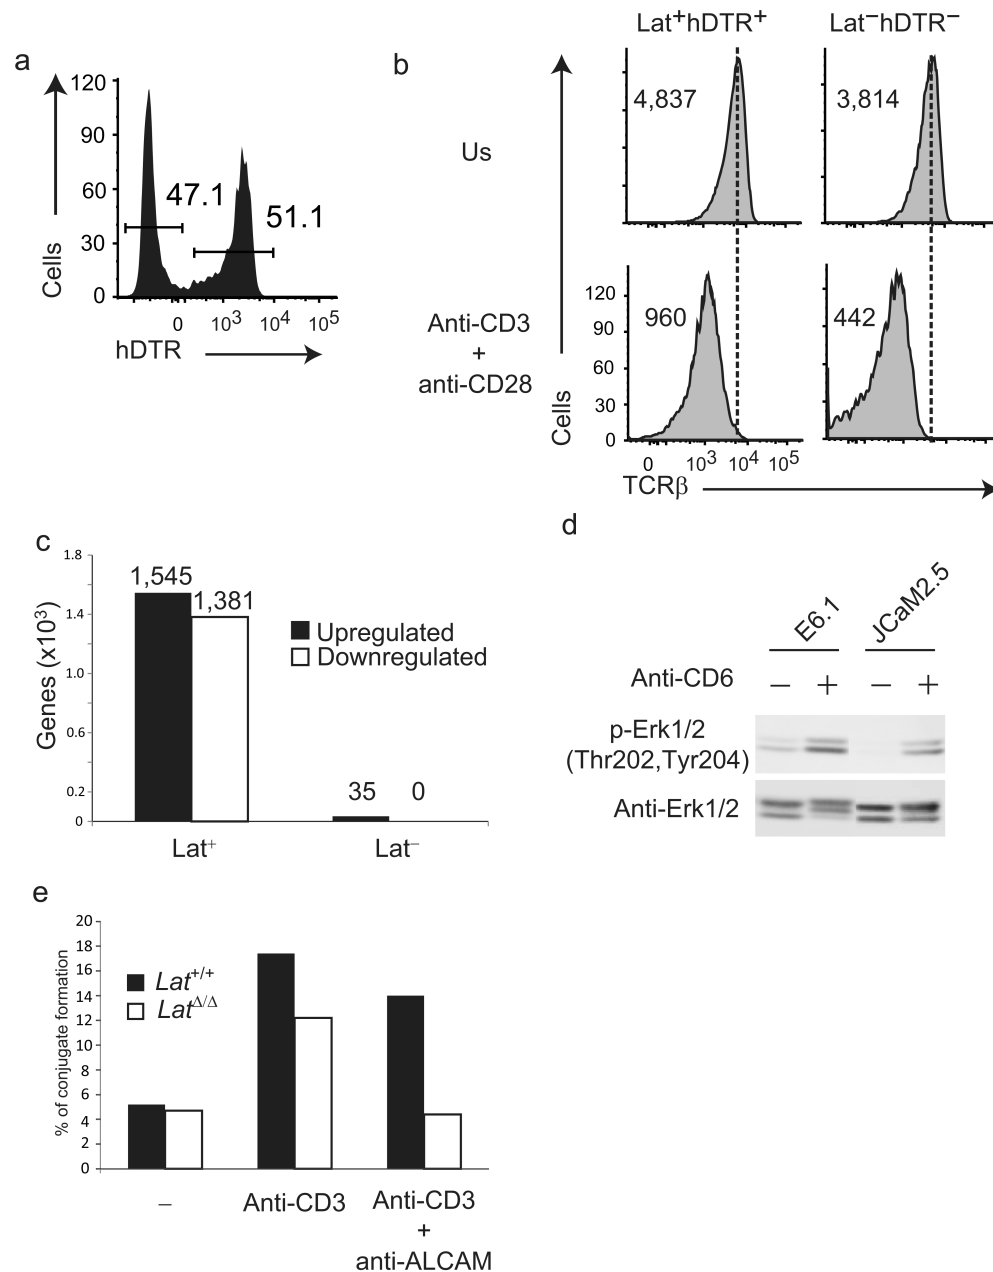 a
120
90
60
30
0
Cells
47.1
51.1
0 10³ 10⁴ 10⁵
hDTR
b
Lat⁺hDTR⁺ Lat⁻hDTR⁻
Us
4,837 3,814
Anti-CD3
+
anti-CD28
960 442
120
90
60
30
0
Cells
0 10³ 10⁴ 10⁵
TCRβ
c
1.8
1.4
1.0
0.6
0.2
0
Genes (x10³)
1,545
1,381
35 0
Upregulated
Downregulated
Lat⁺ Lat⁻
d
E6.1 JCaM2.5
Anti-CD6 − + − +
p-Erk1/2
(Thr202,Tyr204)
Anti-Erk1/2
e
20
18
16
14
12
10
8
6
4
2
0
% of conjugate formation
Lat⁺/⁺
LatΔ/Δ
– Anti-CD3 Anti-CD3
+
anti-ALCAM